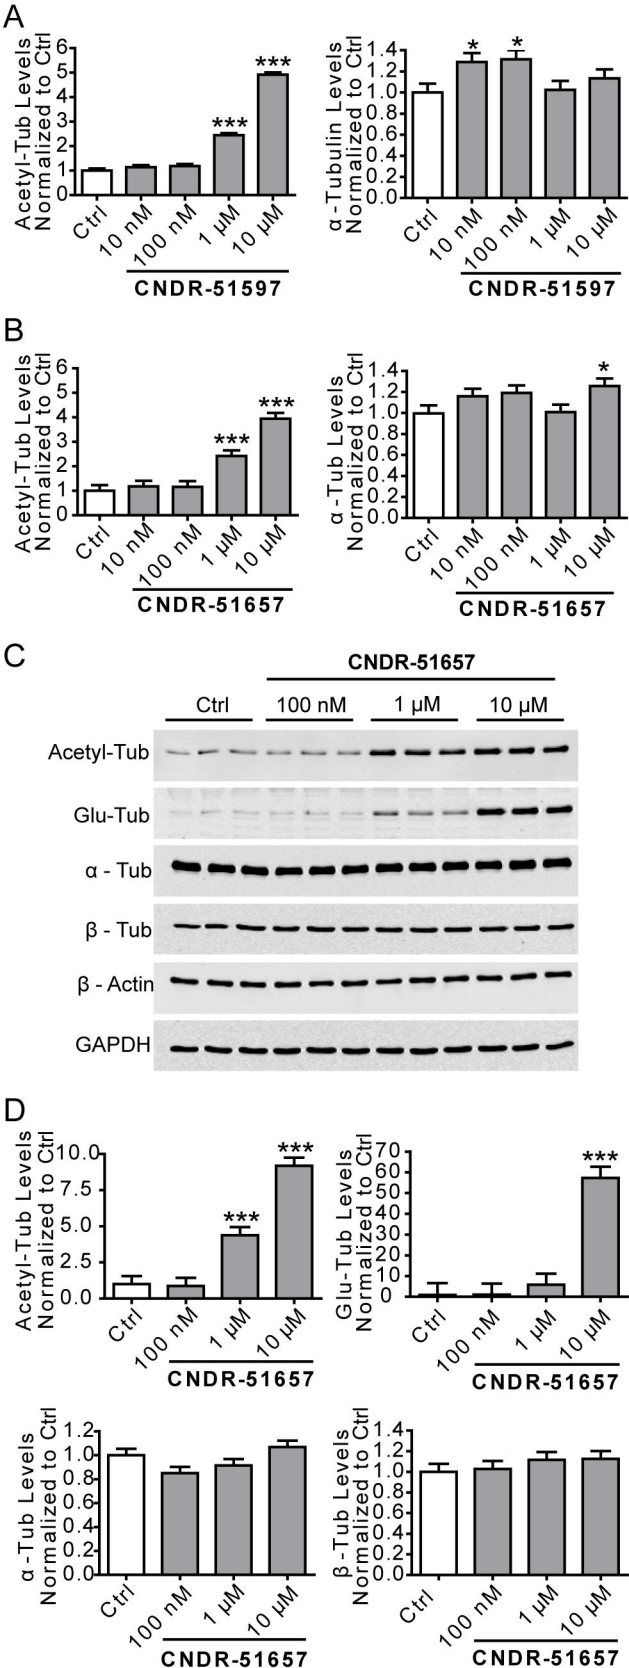 A
Acetyl-Tub Levels
Normalized to Ctrl
6
5
4
3
2
1
0
***
***
Ctrl
10 nM
100 nM
1 µM
10 µM
CNDR-51597
α-Tubulin Levels
Normalized to Ctrl
1.4
1.2
1.0
0.8
0.6
0.4
0.2
0.0
*
*
Ctrl
10 nM
100 nM
1 µM
10 µM
CNDR-51597
B
Acetyl-Tub Levels
Normalized to Ctrl
6
5
4
3
2
1
0
***
***
Ctrl
10 nM
100 nM
1 µM
10 µM
CNDR-51657
α-Tub Levels
Normalized to Ctrl
1.4
1.2
1.0
0.8
0.6
0.4
0.2
0.0
*
Ctrl
10 nM
100 nM
1 µM
10 µM
CNDR-51657
C
CNDR-51657
Ctrl 100 nM 1 µM 10 µM
Acetyl-Tub
Glu-Tub
α - Tub
β - Tub
β - Actin
GAPDH
D
Acetyl-Tub Levels
Normalized to Ctrl
10.0
7.5
5.0
2.5
0.0
***
***
Ctrl
100 nM
1 µM
10 µM
CNDR-51657
Glu-Tub Levels
Normalized to Ctrl
70
60
50
40
30
20
10
0
***
Ctrl
100 nM
1 µM
10 µM
CNDR-51657
α-Tub Levels
Normalized to Ctrl
1.2
1.0
0.8
0.6
0.4
0.2
0.0
Ctrl
100 nM
1 µM
10 µM
CNDR-51657
β-Tub Levels
Normalized to Ctrl
1.4
1.2
1.0
0.8
0.6
0.4
0.2
0.0
Ctrl
100 nM
1 µM
10 µM
CNDR-51657